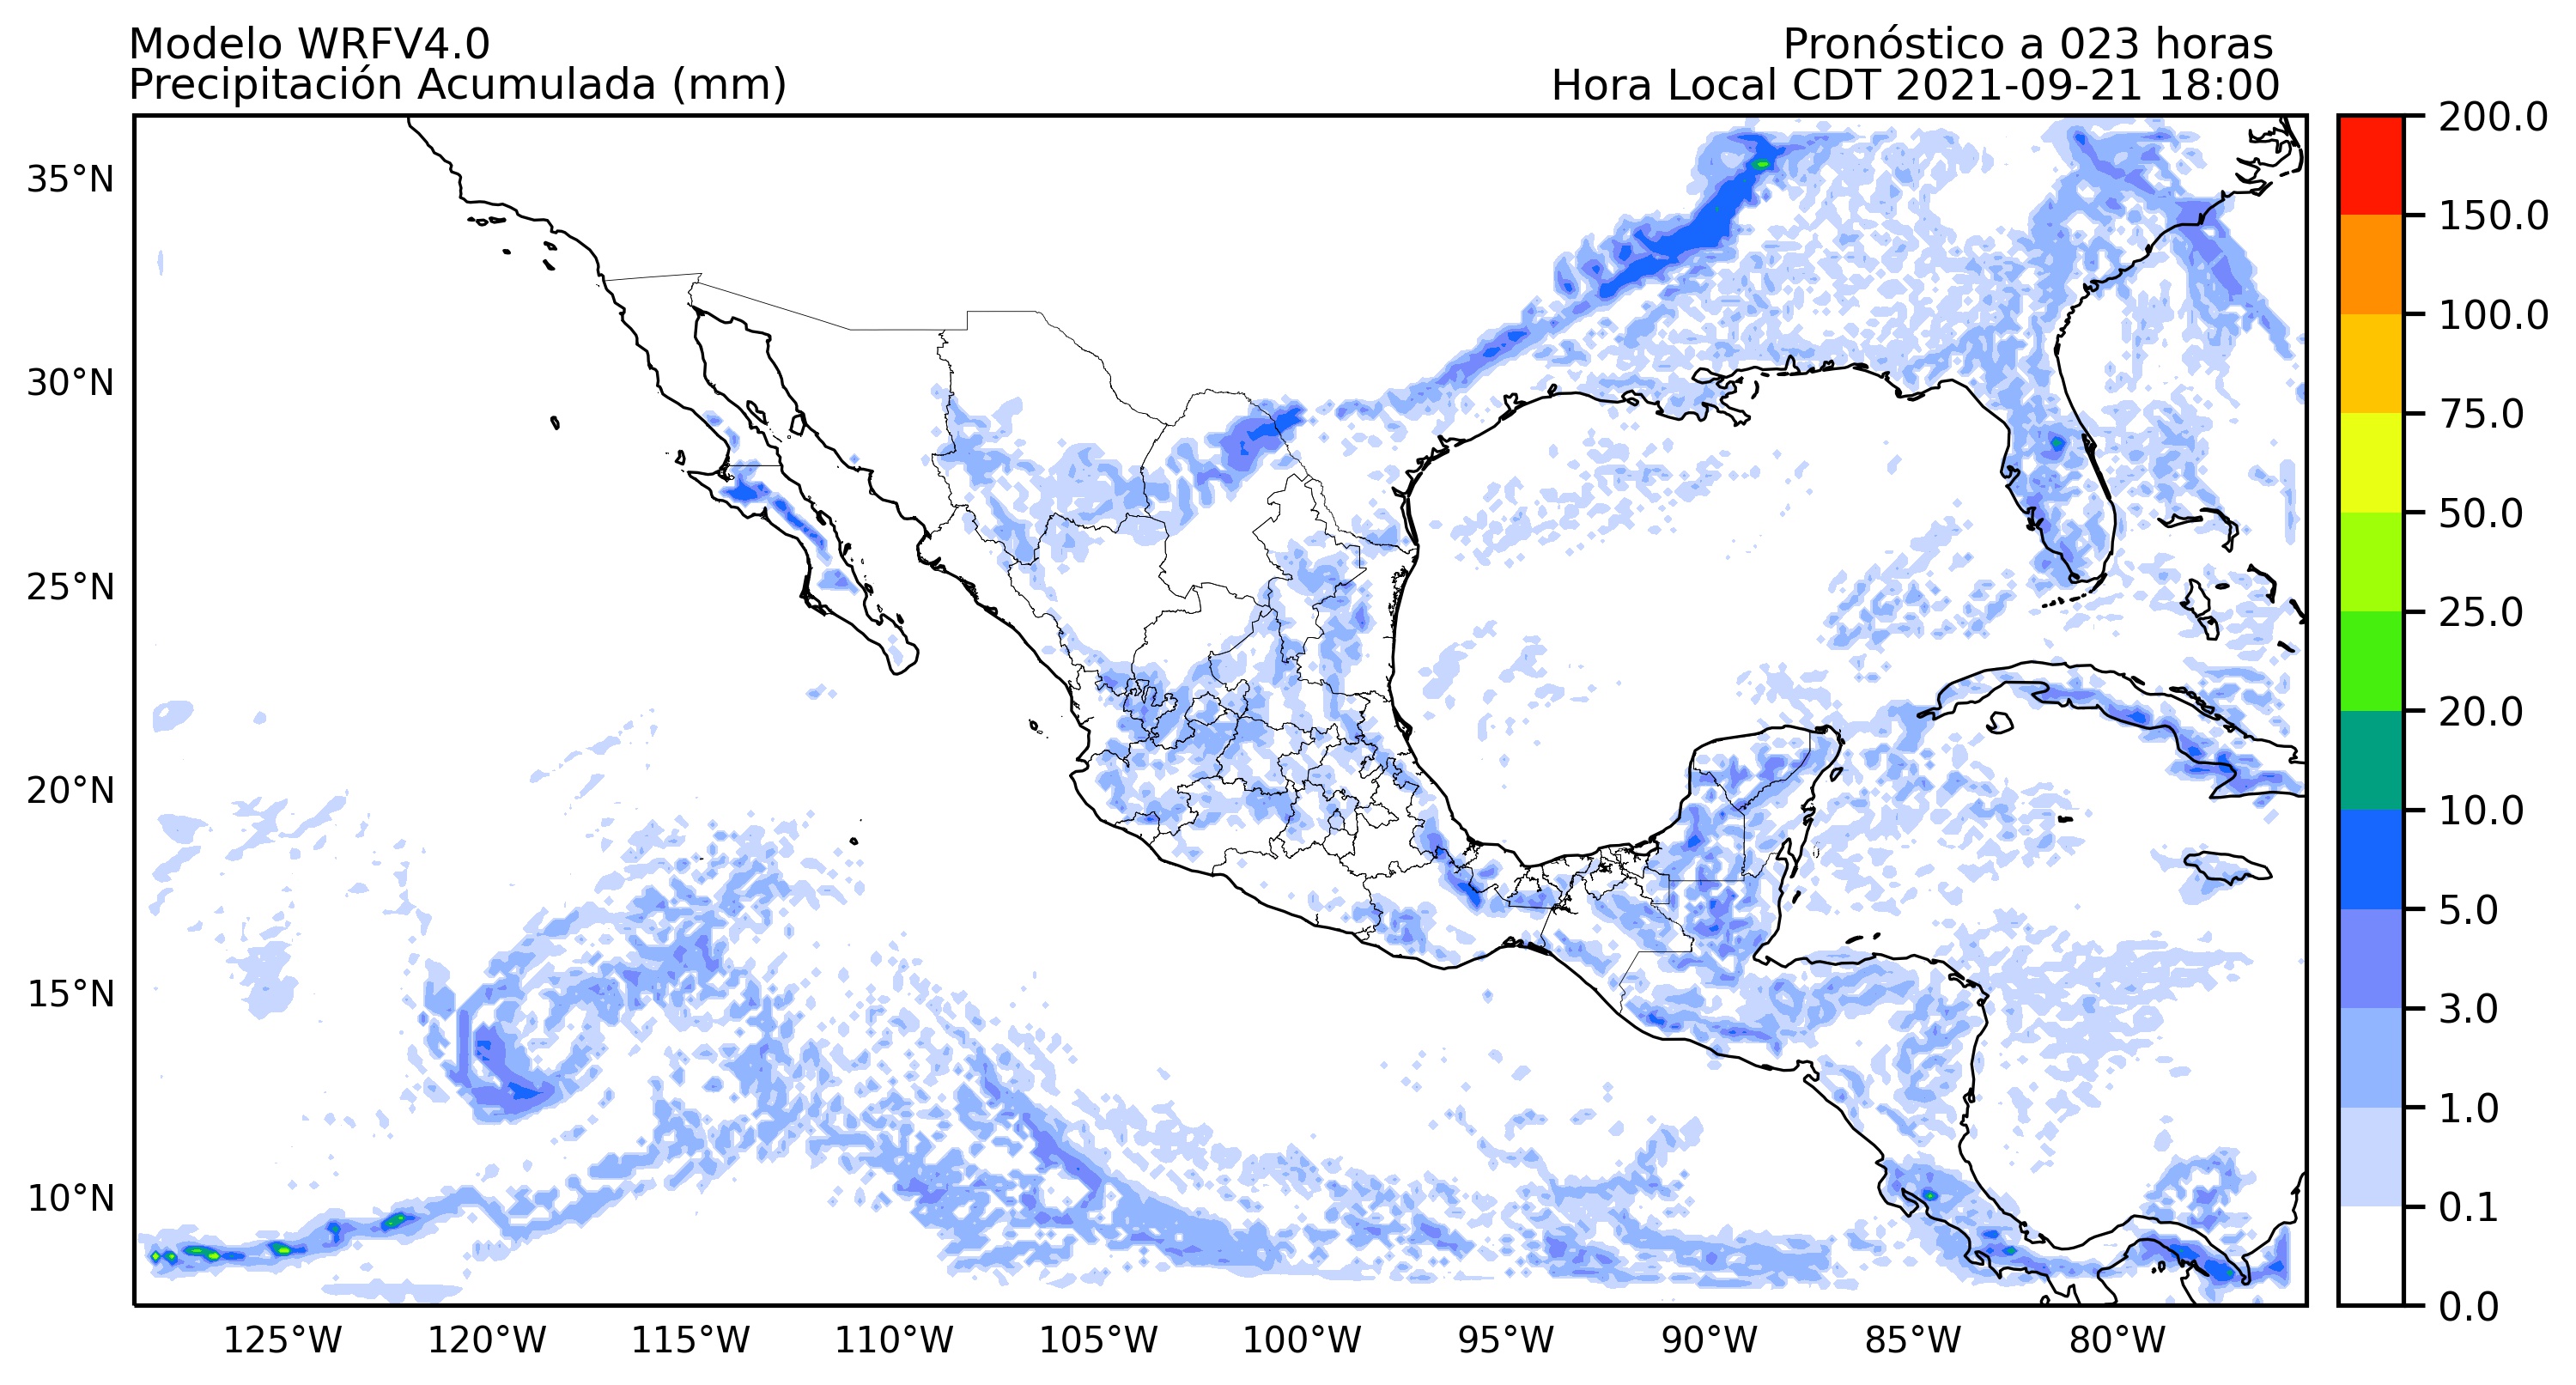 Modelo WRFV4.0
Precipitación Acumulada (mm)
Pronóstico a 023 horas
Hora Local CDT 2021-09-21 18:00
35°N
30°N
25°N
20°N
15°N
10°N
125°W
120°W
115°W
110°W
105°W
100°W
95°W
90°W
85°W
80°W
200.0
150.0
100.0
75.0
50.0
25.0
20.0
10.0
5.0
3.0
1.0
0.1
0.0